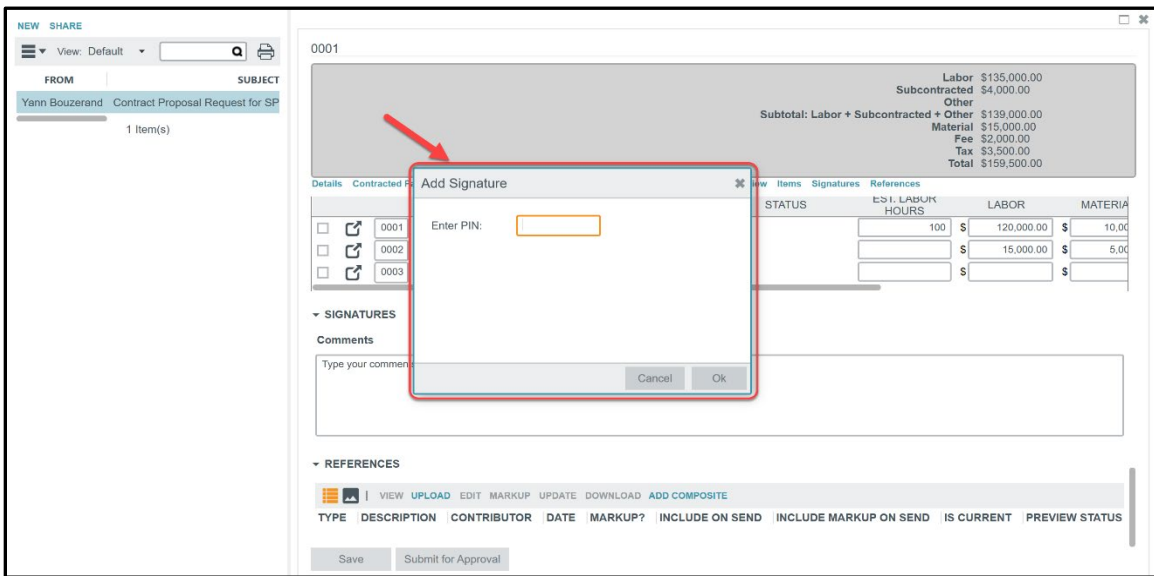 NEW SHARE
View: Default
FROM SUBJECT
Yann Bouzerand Contract Proposal Request for SP
1 Item(s)
0001
Labor $135,000.00
Subcontracted $4,000.00
Other
Subtotal: Labor + Subcontracted + Other $139,000.00
Material $15,000.00
Fee $2,000.00
Tax $3,500.00
Total $159,500.00
Details Contracted Items Signatures References
STATUS EST. LABOR HOURS LABOR MATERIA
0001 100 $ 120,000.00 $ 10,00
0002 $ 15,000.00 $ 5,00
0003 $ $
Add Signature
Enter PIN:
Cancel Ok
SIGNATURES
Comments
Type your commen
REFERENCES
VIEW UPLOAD EDIT MARKUP UPDATE DOWNLOAD ADD COMPOSITE
TYPE DESCRIPTION CONTRIBUTOR DATE MARKUP? INCLUDE ON SEND INCLUDE MARKUP ON SEND IS CURRENT PREVIEW STATUS
Save Submit for Approval